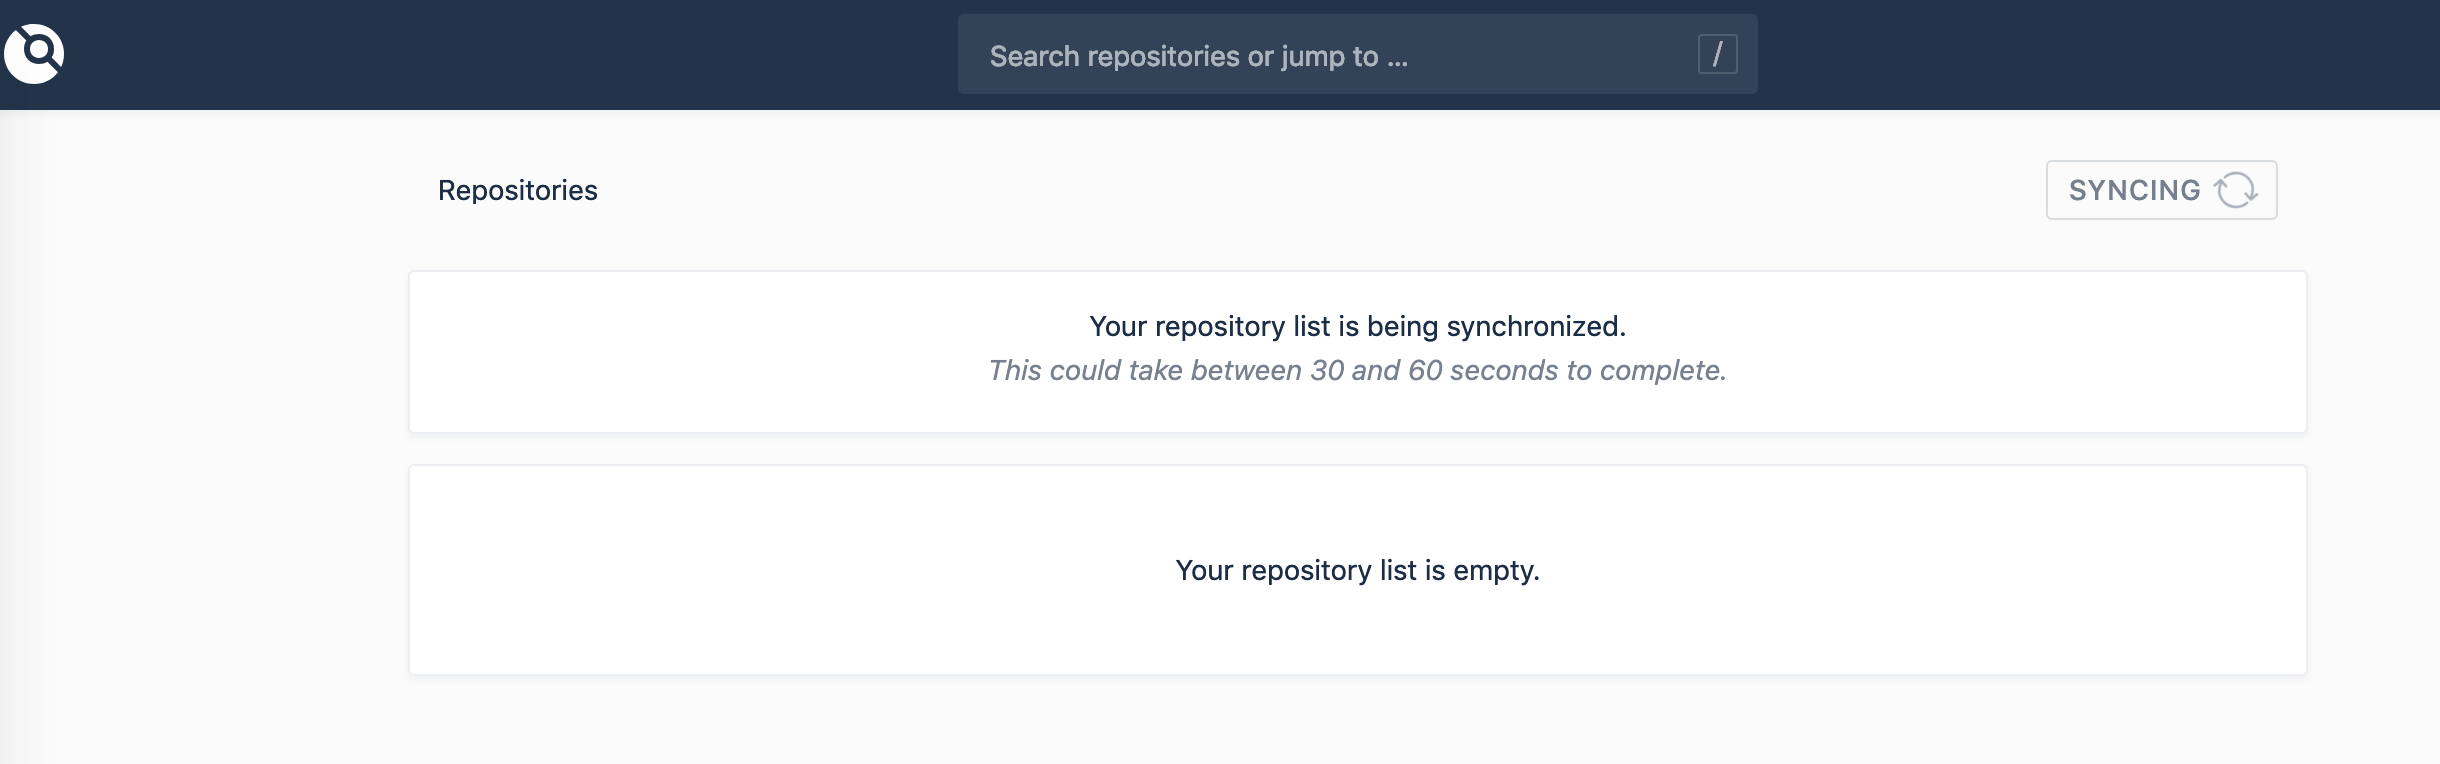 Search repositories or jump to ...
/
Repositories
SYNCING
Your repository list is being synchronized.
This could take between 30 and 60 seconds to complete.
Your repository list is empty.